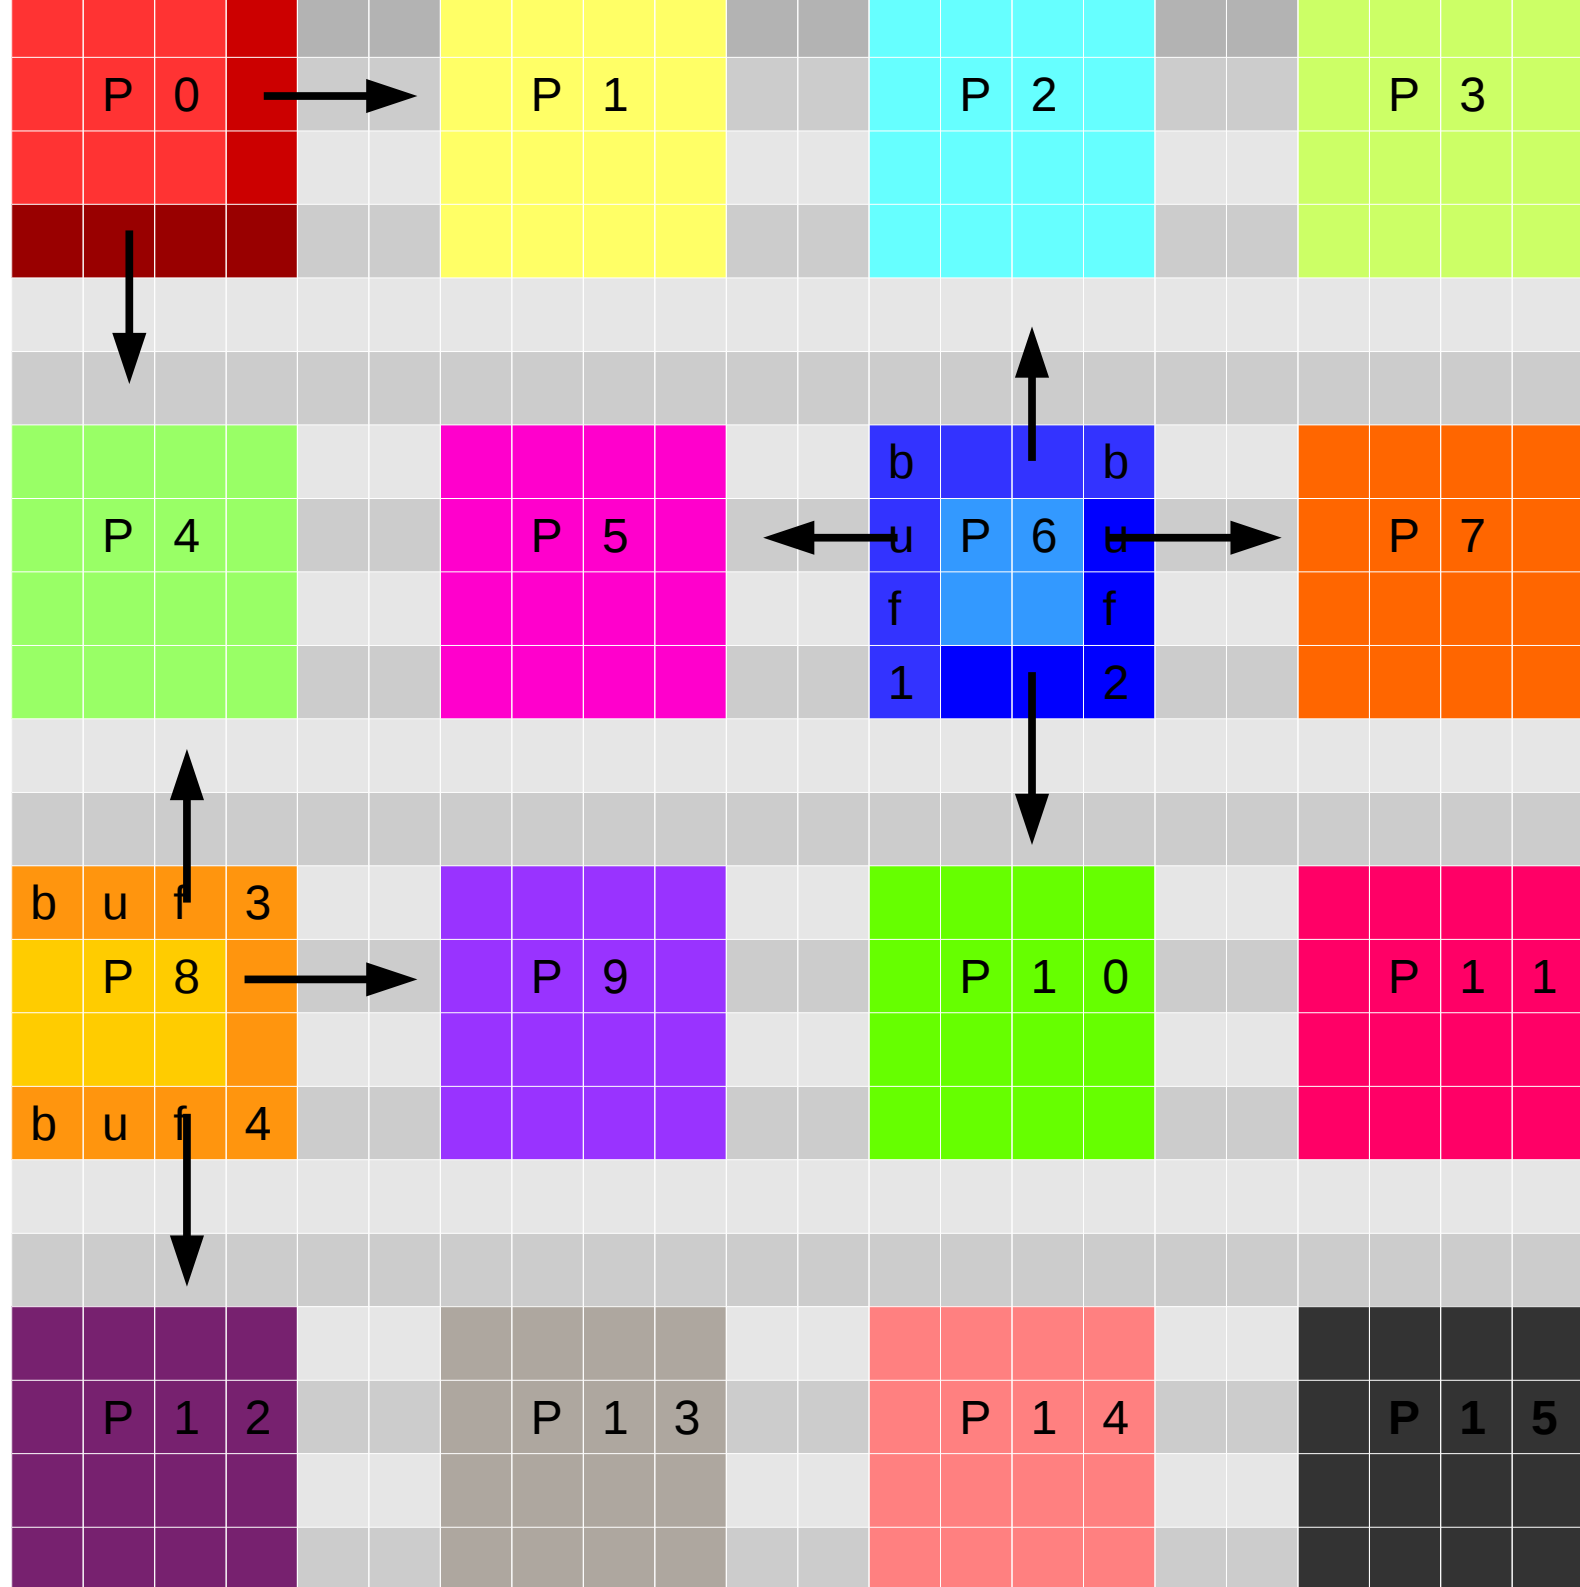 P 0 P 1 P 2 P 3
b b
P 4 P 5 u P 6 u P 7
f f
1 2
b u f 3
P 8 P 9 P 1 0 P 1 1
b u f 4
P 1 2 P 1 3 P 1 4 P 1 5